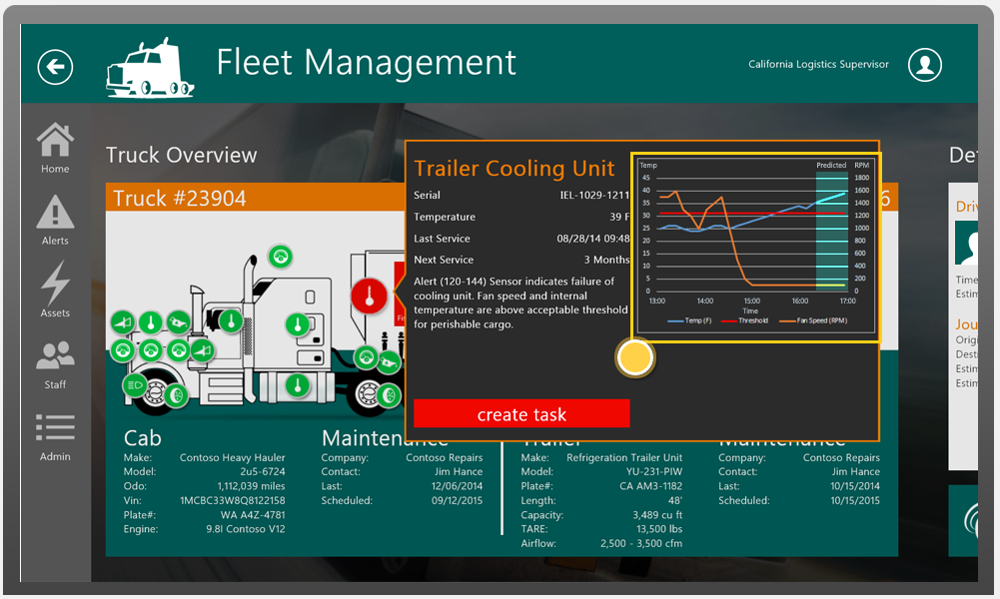 Fleet Management
California Logistics Supervisor
Home
Alerts
Assets
Staff
Admin
Truck Overview
Truck #23904
6
Trailer Cooling Unit
Serial IEL-1029-1211
Temperature 39 F
Last Service 08/28/14 09:48
Next Service 3 Months
Alert (120-144) Sensor indicates failure of
cooling unit. Fan speed and internal
temperature are above acceptable threshold
for perishable cargo.
create task
Temp Predicted RPM
45 1800
40 1600
35 1400
30 1200
25 1000
20 800
15 600
10 400
5 200
0 0
13:00 14:00 15:00 16:00 17:00
Time
Temp (F) Threshold Fan Speed (RPM)
Cab
Make: Contoso Heavy Hauler
Model: 2u5-6724
Odo: 1,112,039 miles
Vin: 1MCBC33W8Q8122158
Plate#: WA A4Z-4781
Engine: 9.8l Contoso V12
Maintenance
Company: Contoso Repairs
Contact: Jim Hance
Last: 12/06/2014
Scheduled: 09/12/2015
Trailer
Make: Refrigeration Trailer Unit
Model: YU-231-PIW
Plate#: CA AM3-1182
Length: 48'
Capacity: 3,489 cu ft
TARE: 13,500 lbs
Airflow: 2,500 - 3,500 cfm
Maintenance
Company: Contoso Repairs
Contact: Jim Hance
Last: 10/15/2014
Scheduled: 10/15/2015
Det
Driv
Time
Estim
Jou
Origi
Desti
Estim
Estim